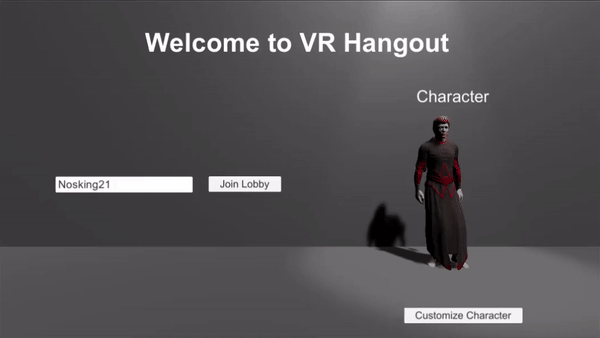 Welcome to VR Hangout
Character
Nosking21
Join Lobby
Customize Character